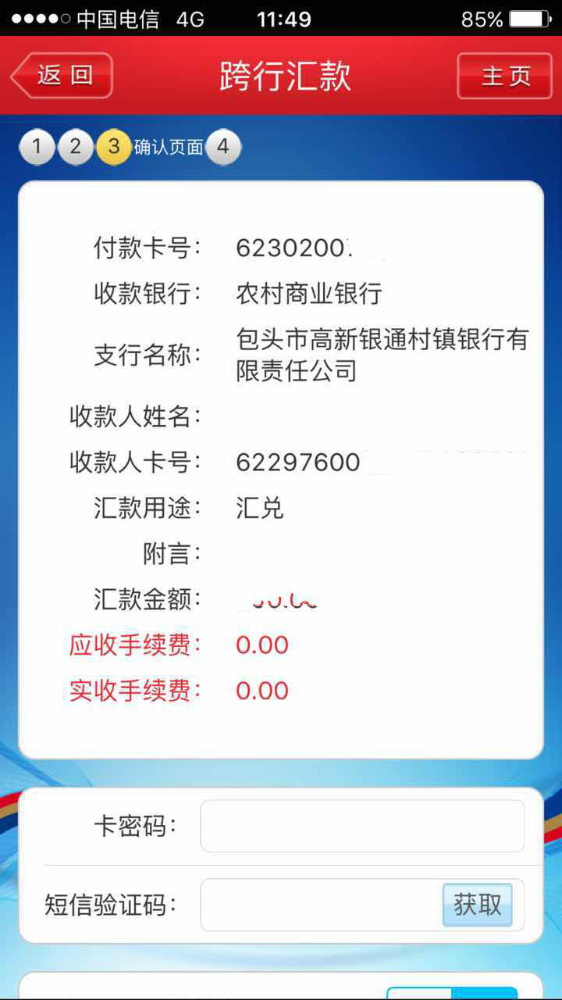 中国电信 4G 11:49 85%
返回 跨行汇款 主页
1 2 3 确认页面 4
付款卡号： 6230200
收款银行： 农村商业银行
支行名称： 包头市高新银通村镇银行有
限责任公司
收款人姓名：
收款人卡号： 62297600
汇款用途： 汇兑
附言：
汇款金额：
应收手续费： 0.00
实收手续费： 0.00
卡密码：
短信验证码： 获取